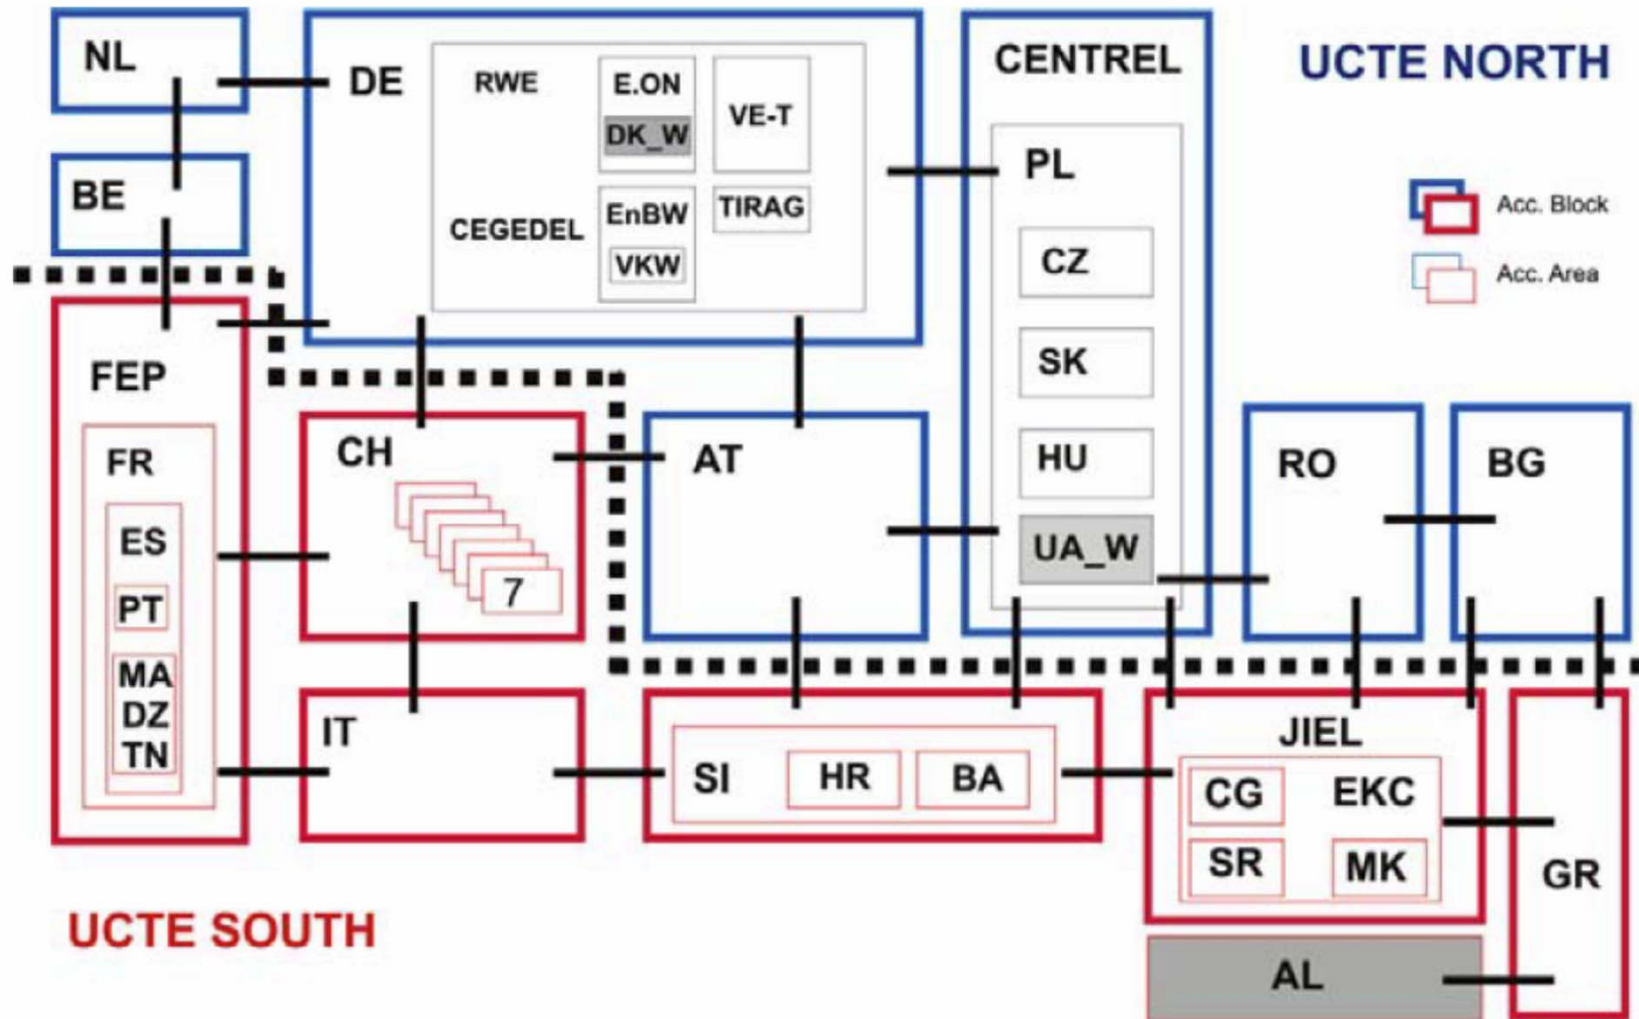 NL
DE
RWE
E.ON
DK_W
VE-T
CEGEDEL
EnBW
VKW
TIRAG
CENTREL
PL
CZ
SK
HU
UA_W
UCTE NORTH
Acc. Block
Acc. Area
BE
FEP
FR
ES
PT
MA
DZ
TN
CH
7
AT
RO
BG
IT
SI
HR
BA
JIEL
CG
EKC
SR
MK
GR
AL
UCTE SOUTH